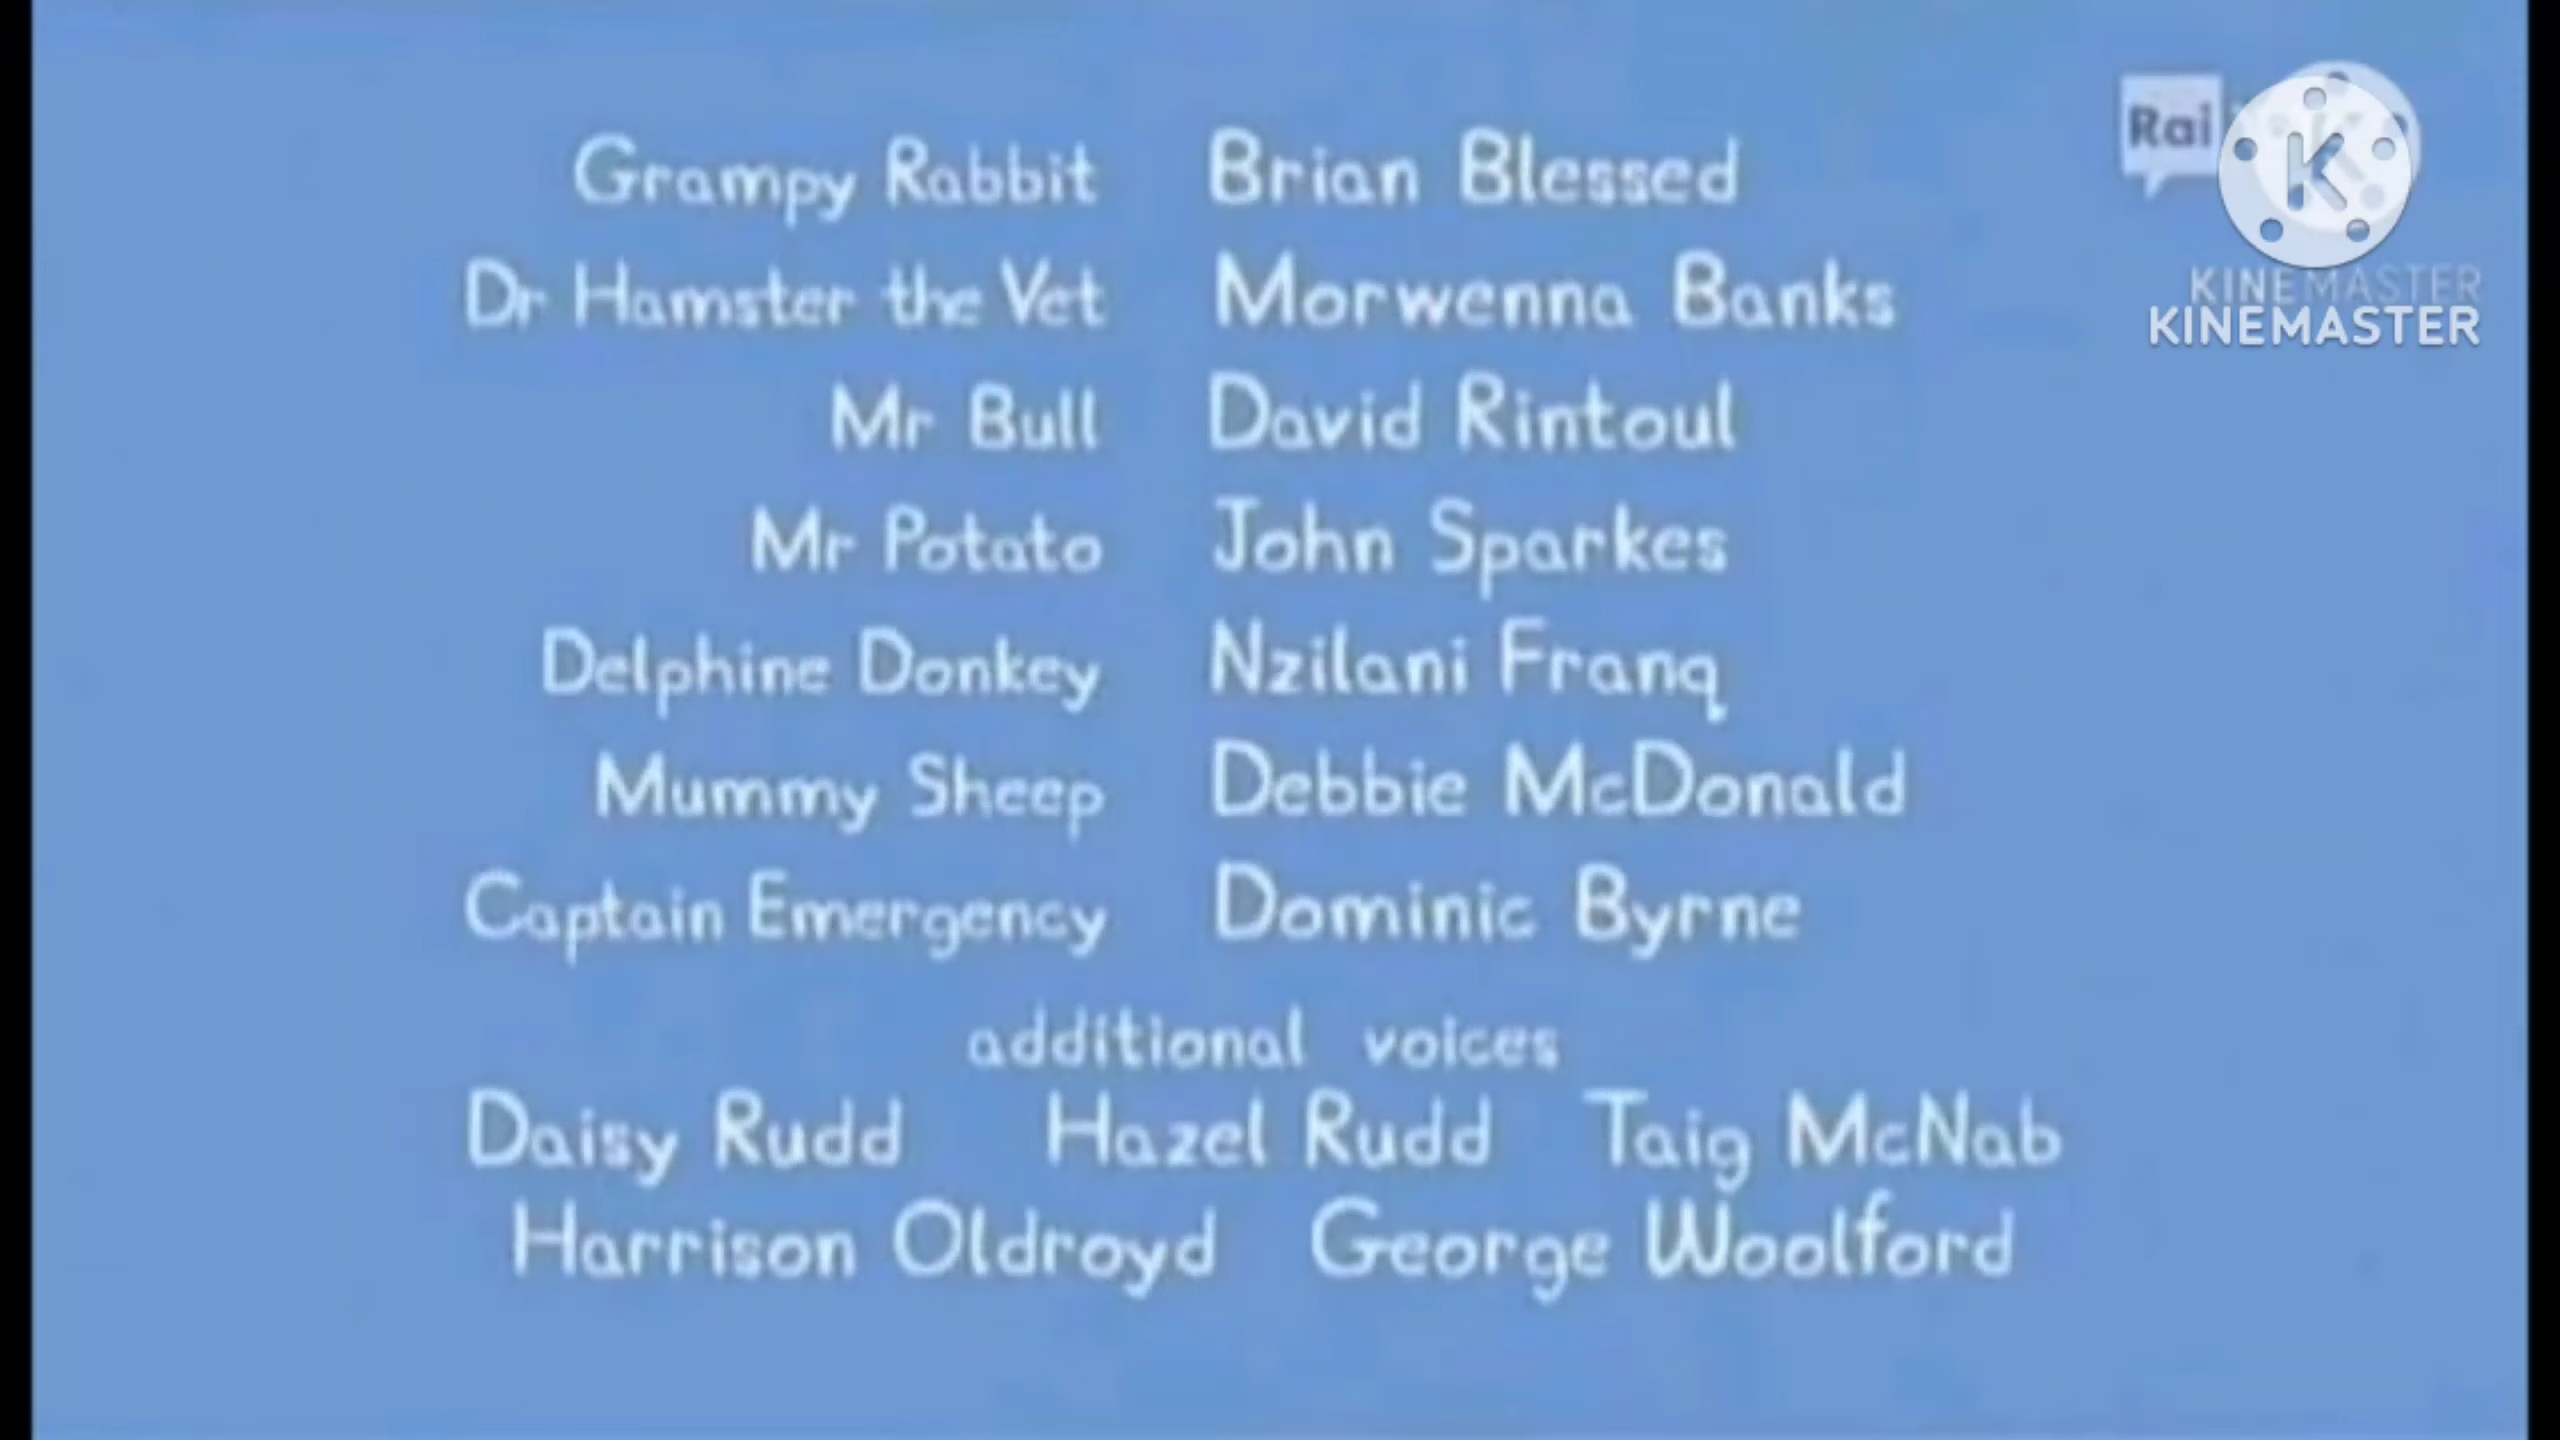 Grampy Rabbit Brian Blessed
Dr Hamster the Vet Morwenna Banks
Mr Bull David Rintoul
Mr Potato John Sparkes
Delphine Donkey Nzilani Franq
Mummy Sheep Debbie McDonald
Captain Emergency Dominic Byrne
additional voices
Daisy Rudd Hazel Rudd Taig McNab
Harrison Oldroyd George Woolford
Rai
K
KINEMASTER
KINEMASTER